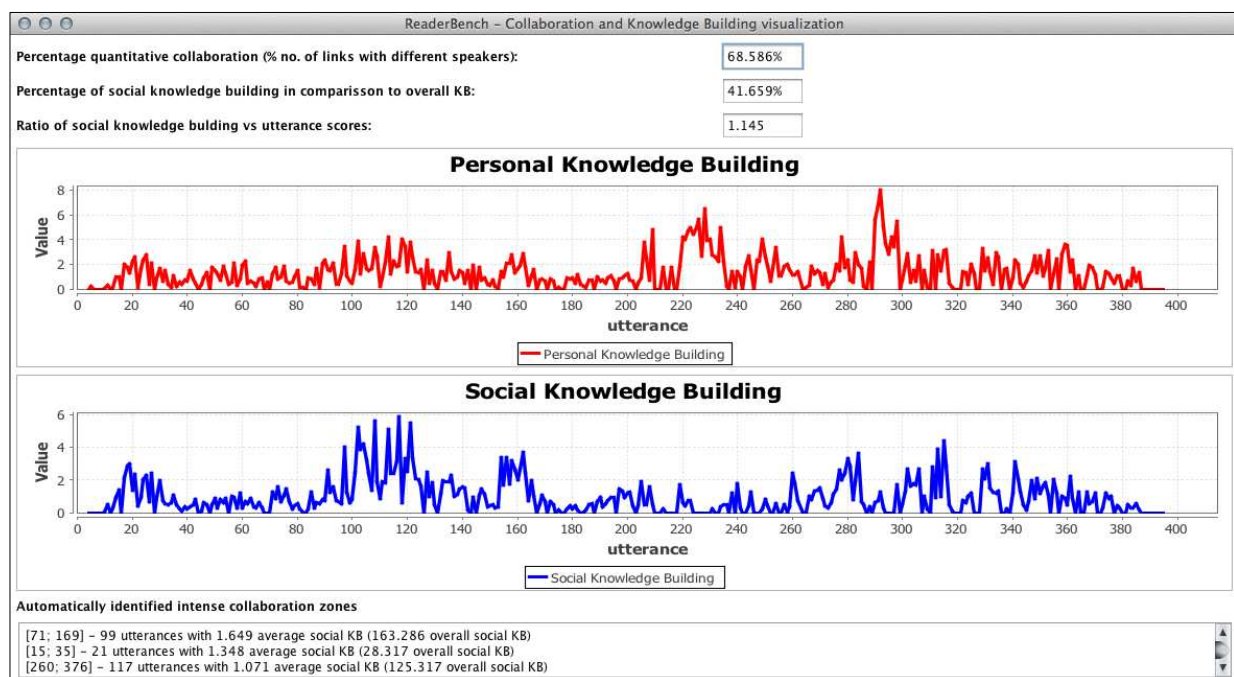 ReaderBench - Collaboration and Knowledge Building visualization
Percentage quantitative collaboration (% no. of links with different speakers): 68.586%
Percentage of social knowledge building in comparisson to overall KB: 41.659%
Ratio of social knowledge bulding vs utterance scores: 1.145
Personal Knowledge Building
8
6
4
2
0
Value
0 20 40 60 80 100 120 140 160 180 200 220 240 260 280 300 320 340 360 380 400
utterance
Personal Knowledge Building
Social Knowledge Building
6
4
2
0
Value
0 20 40 60 80 100 120 140 160 180 200 220 240 260 280 300 320 340 360 380 400
utterance
Social Knowledge Building
Automatically identified intense collaboration zones
[71; 169] - 99 utterances with 1.649 average social KB (163.286 overall social KB)
[15; 35] - 21 utterances with 1.348 average social KB (28.317 overall social KB)
[260; 376] - 117 utterances with 1.071 average social KB (125.317 overall social KB)